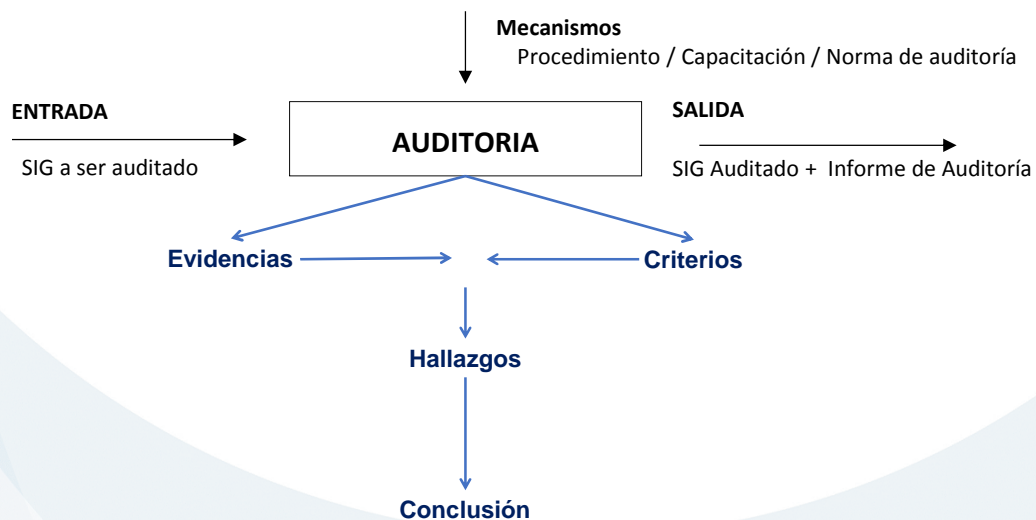 Mecanismos
Procedimiento / Capacitación / Norma de auditoría
ENTRADA
SIG a ser auditado
AUDITORIA
SALIDA
SIG Auditado + Informe de Auditoría
Evidencias
Criterios
Hallazgos
Conclusión